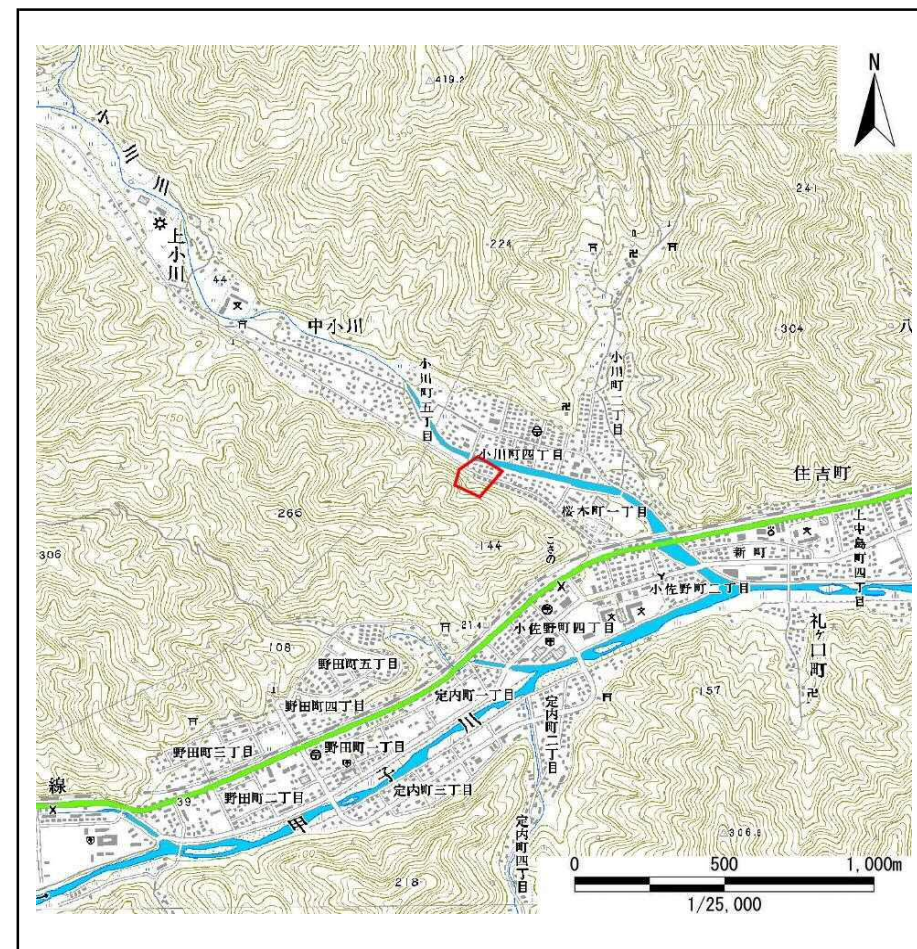 N
419.2
久川
241
224
上小川
44
中小川
304
八
小川町五丁目
小川町二丁目
150
小川町四丁目
住吉町
266
桜木町一丁目
上中島町四丁目
306
144
こさの
新町
小佐野町二丁目
小佐野町四丁目
礼ヶ口町
214
108
野田町五丁目
157
定内町一丁目
定内町二丁目
野田町四丁目
川
野田町三丁目
野田町一丁目
子
線
39
野田町二丁目
定内町三丁目
甲
定内町四丁目
306.9
218
0 500 1,000m
1/25,000